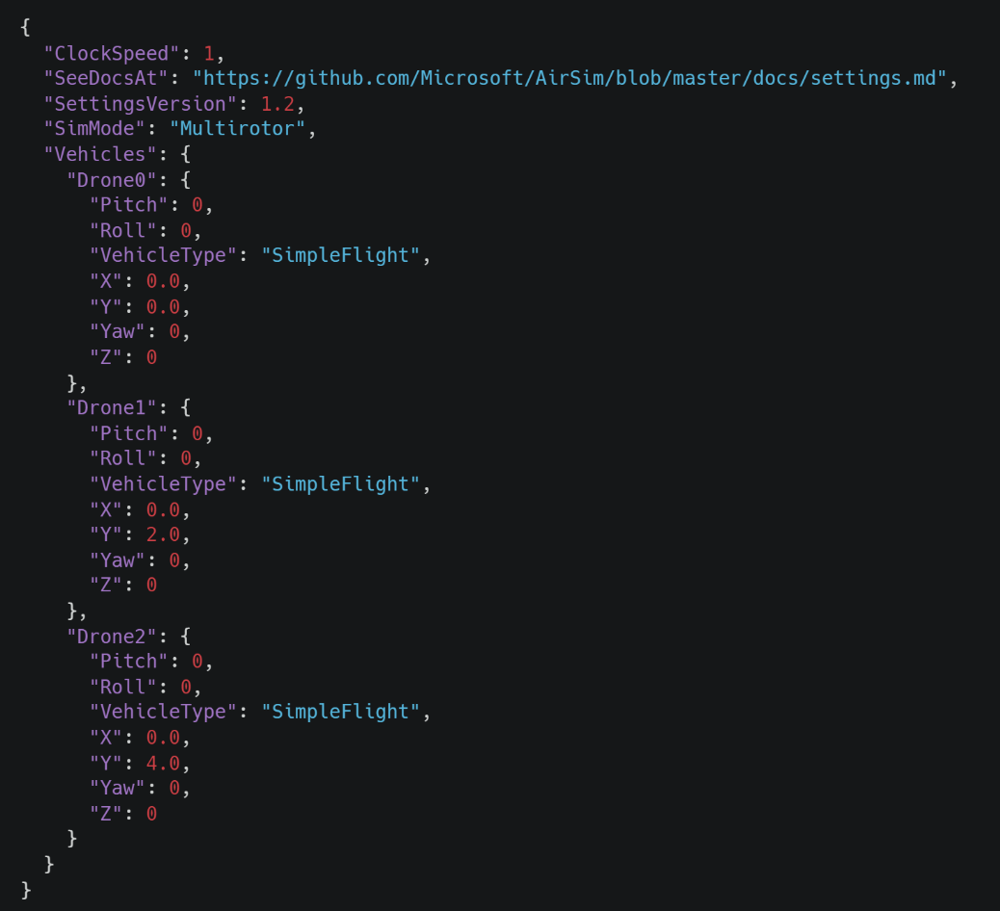 {
  "ClockSpeed": 1,
  "SeeDocsAt": "https://github.com/Microsoft/AirSim/blob/master/docs/settings.md",
  "SettingsVersion": 1.2,
  "SimMode": "Multirotor",
  "Vehicles": {
    "Drone0": {
      "Pitch": 0,
      "Roll": 0,
      "VehicleType": "SimpleFlight",
      "X": 0.0,
      "Y": 0.0,
      "Yaw": 0,
      "Z": 0
    },
    "Drone1": {
      "Pitch": 0,
      "Roll": 0,
      "VehicleType": "SimpleFlight",
      "X": 0.0,
      "Y": 2.0,
      "Yaw": 0,
      "Z": 0
    },
    "Drone2": {
      "Pitch": 0,
      "Roll": 0,
      "VehicleType": "SimpleFlight",
      "X": 0.0,
      "Y": 4.0,
      "Yaw": 0,
      "Z": 0
    }
  }
}